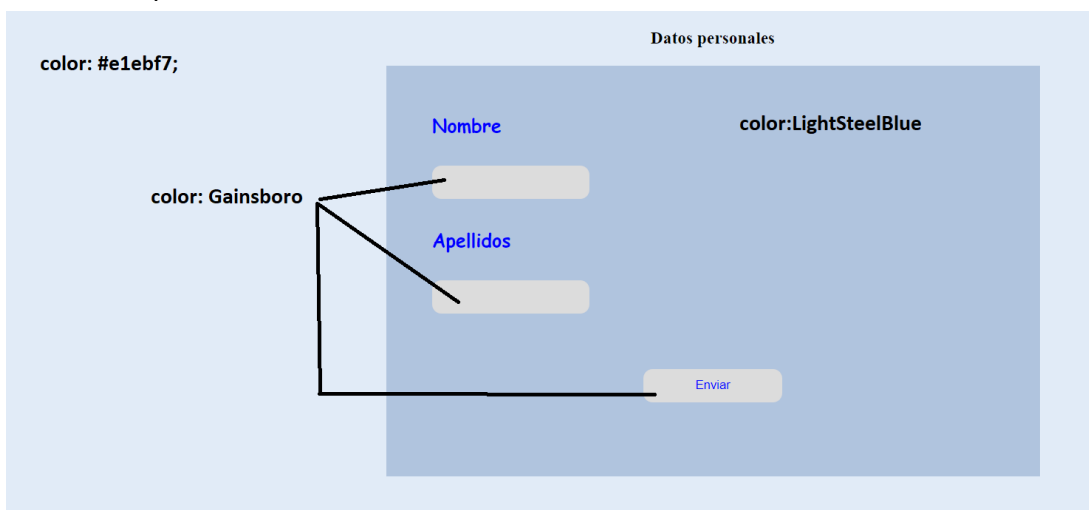 Datos personales
color: #e1ebf7;
Nombre
color:LightSteelBlue
color: Gainsboro
Apellidos
Enviar